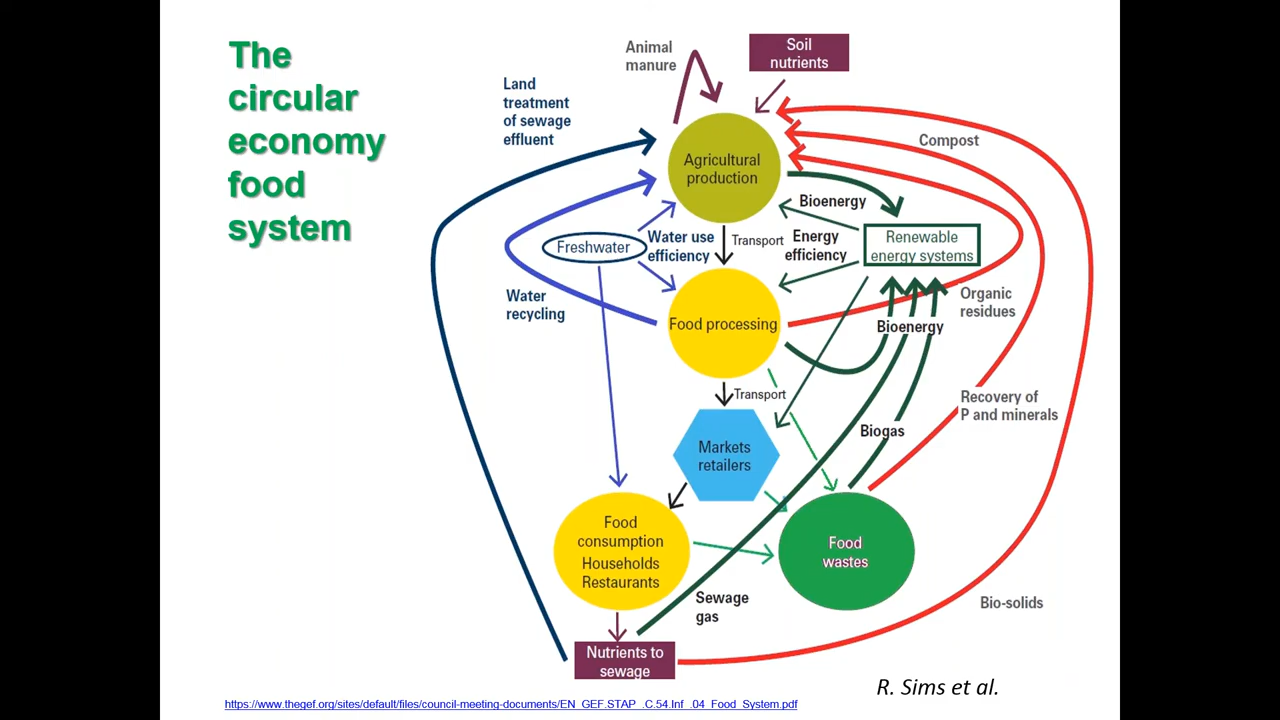 The
circular
economy
food
system
Animal
manure
Soil
nutrients
Land
treatment
of sewage
effluent
Compost
Agricultural
production
Bioenergy
Freshwater
Water use
efficiency
Transport
Energy
efficiency
Renewable
energy systems
Water
recycling
Food processing
Organic
residues
Bioenergy
Transport
Recovery of
P and minerals
Markets
retailers
Biogas
Food
consumption
Households
Restaurants
Food
wastes
Sewage
gas
Bio-solids
Nutrients to
sewage
R. Sims et al.
https://www.thegef.org/sites/default/files/council-meeting-documents/EN_GEF.STAP_.C.54.Inf_.04_Food_System.pdf